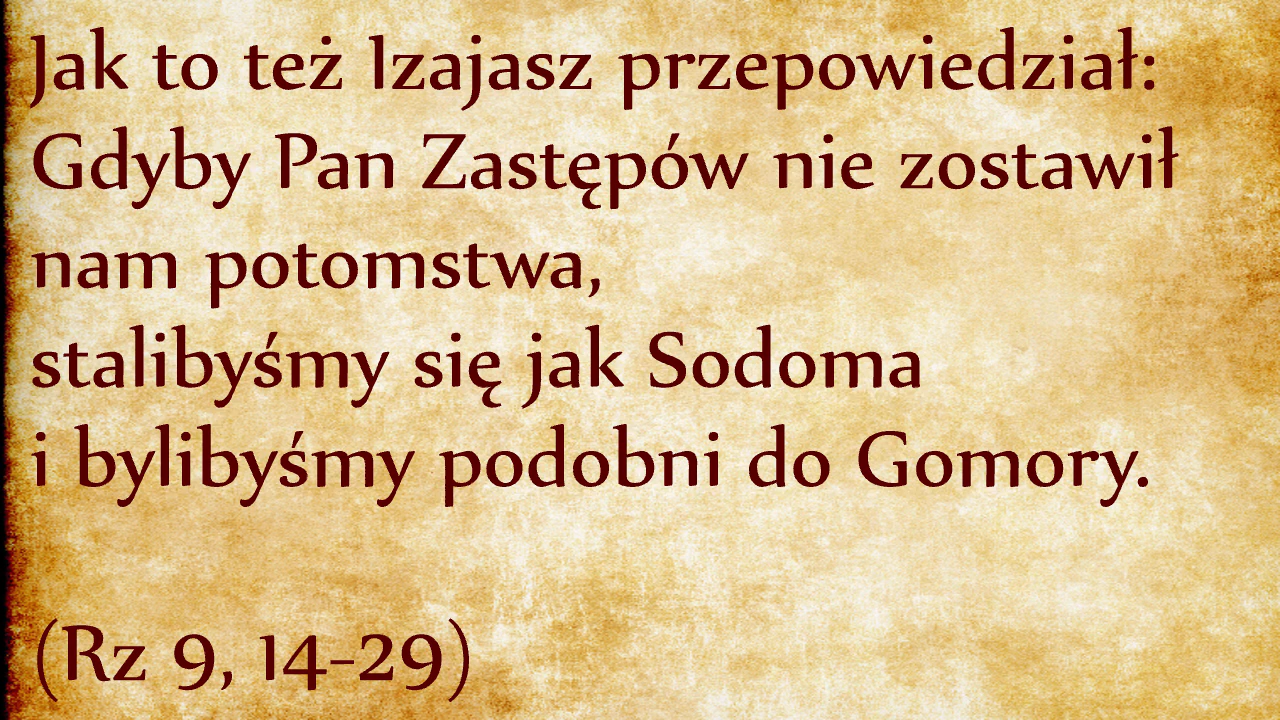 Jak to też Izajasz przepowiedział:
Gdyby Pan Zastępów nie zostawił
nam potomstwa,
stalibyśmy się jak Sodoma
i bylibyśmy podobni do Gomory.
(Rz 9, 14-29)